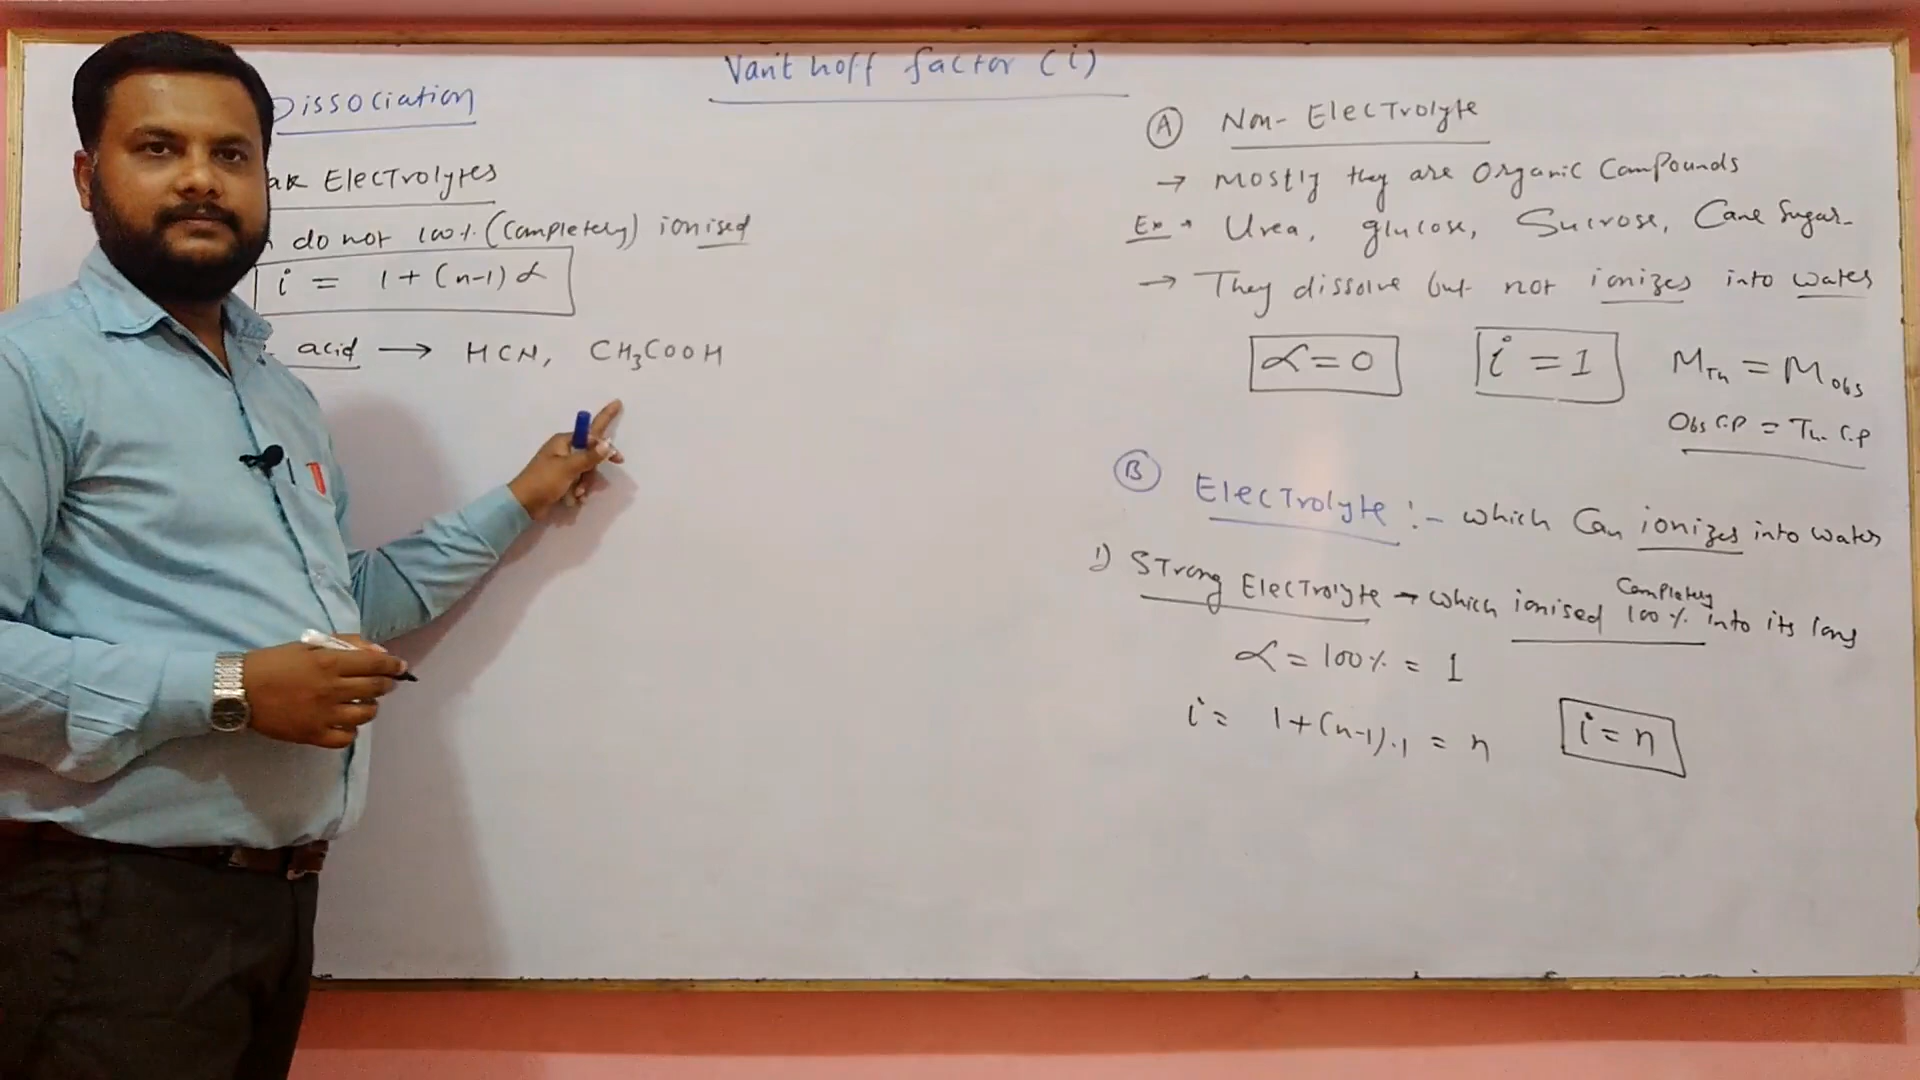 Vant hoff factor (i)
Dissociation
ak Electrolytes
do not 100% (Completely) ionised
i = 1 + (n-1) α
acid → HCN, CH₃COOH
(A) Non-Electrolyte
→ Mostly they are Organic Compounds
Ex → Urea, glucose, Sucrose, Cane Sugar
→ They dissolve but not ionizes into water
α = 0 i = 1 M_Th = M_obs
Obs C.P = Th. C.P
(B) Electrolyte :- which Can ionizes into water
1) Strong Electrolyte → which ionised Completely 100% into its Ions
α = 100% = 1
i = 1 + (n-1).1 = n i = n